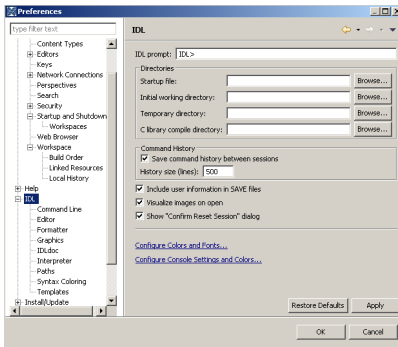 Preferences
type filter text
Content Types
Editors
Keys
Network Connections
Perspectives
Search
Security
Startup and Shutdown
Workspaces
Web Browser
Workspace
Build Order
Linked Resources
Local History
Help
IDL
Command Line
Editor
Formatter
Graphics
IDLdoc
Interpreter
Paths
Syntax Coloring
Templates
Install/Update
IDL
IDL prompt: IDL>
Directories
Startup file: Browse...
Initial working directory: Browse...
Temporary directory: Browse...
C library compile directory: Browse...
Command History
Save command history between sessions
History size (lines): 500
Include user information in SAVE files
Visualize images on open
Show "Confirm Reset Session" dialog
Configure Colors and Fonts...
Configure Console Settings and Colors...
Restore Defaults Apply
OK Cancel